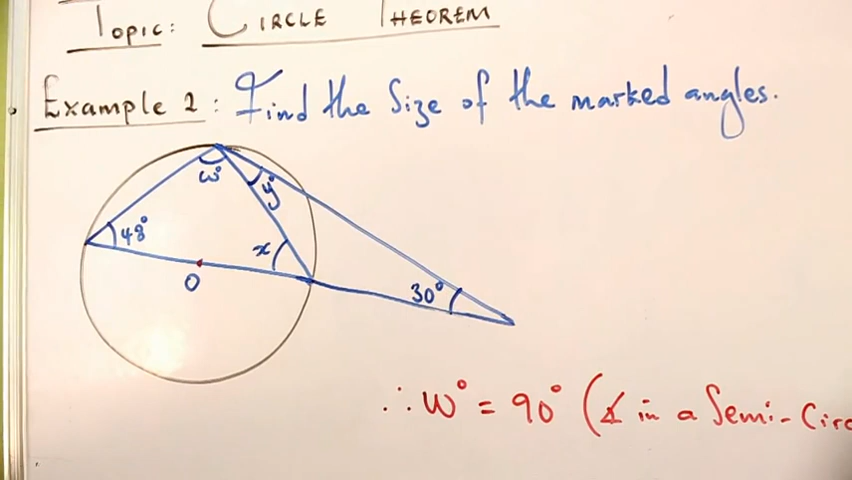 Topic: CIRCLE THEOREM
Example 2: Find the Size of the marked angles.
w°
y°
48°
x
O
30°
∴ w° = 90° (∡ in a Semi-Circ